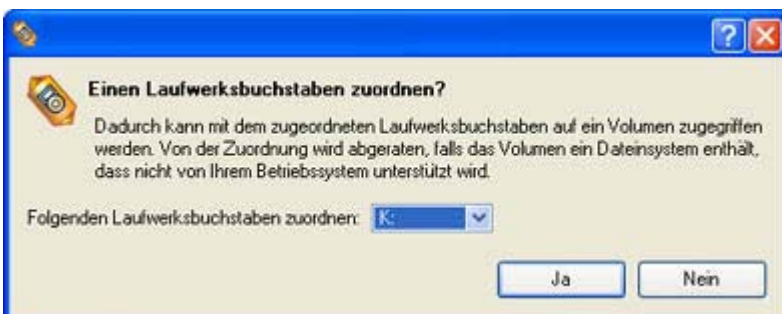 Einen Laufwerksbuchstaben zuordnen?
Dadurch kann mit dem zugeordneten Laufwerksbuchstaben auf ein Volumen zugegriffen
werden. Von der Zuordnung wird abgeraten, falls das Volumen ein Dateinsystem enthält,
dass nicht von Ihrem Betriebssystem unterstützt wird.
Folgenden Laufwerksbuchstaben zuordnen: K:
Ja Nein